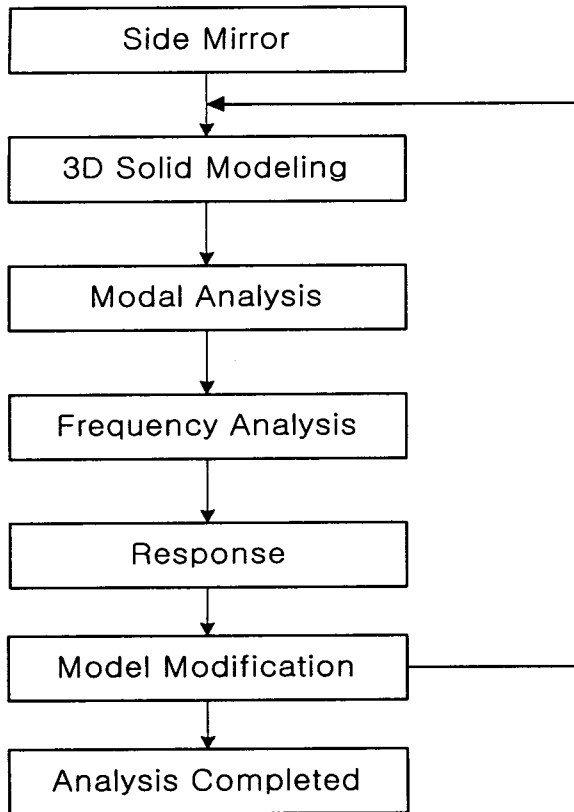 Side Mirror
3D Solid Modeling
Modal Analysis
Frequency Analysis
Response
Model Modification
Analysis Completed